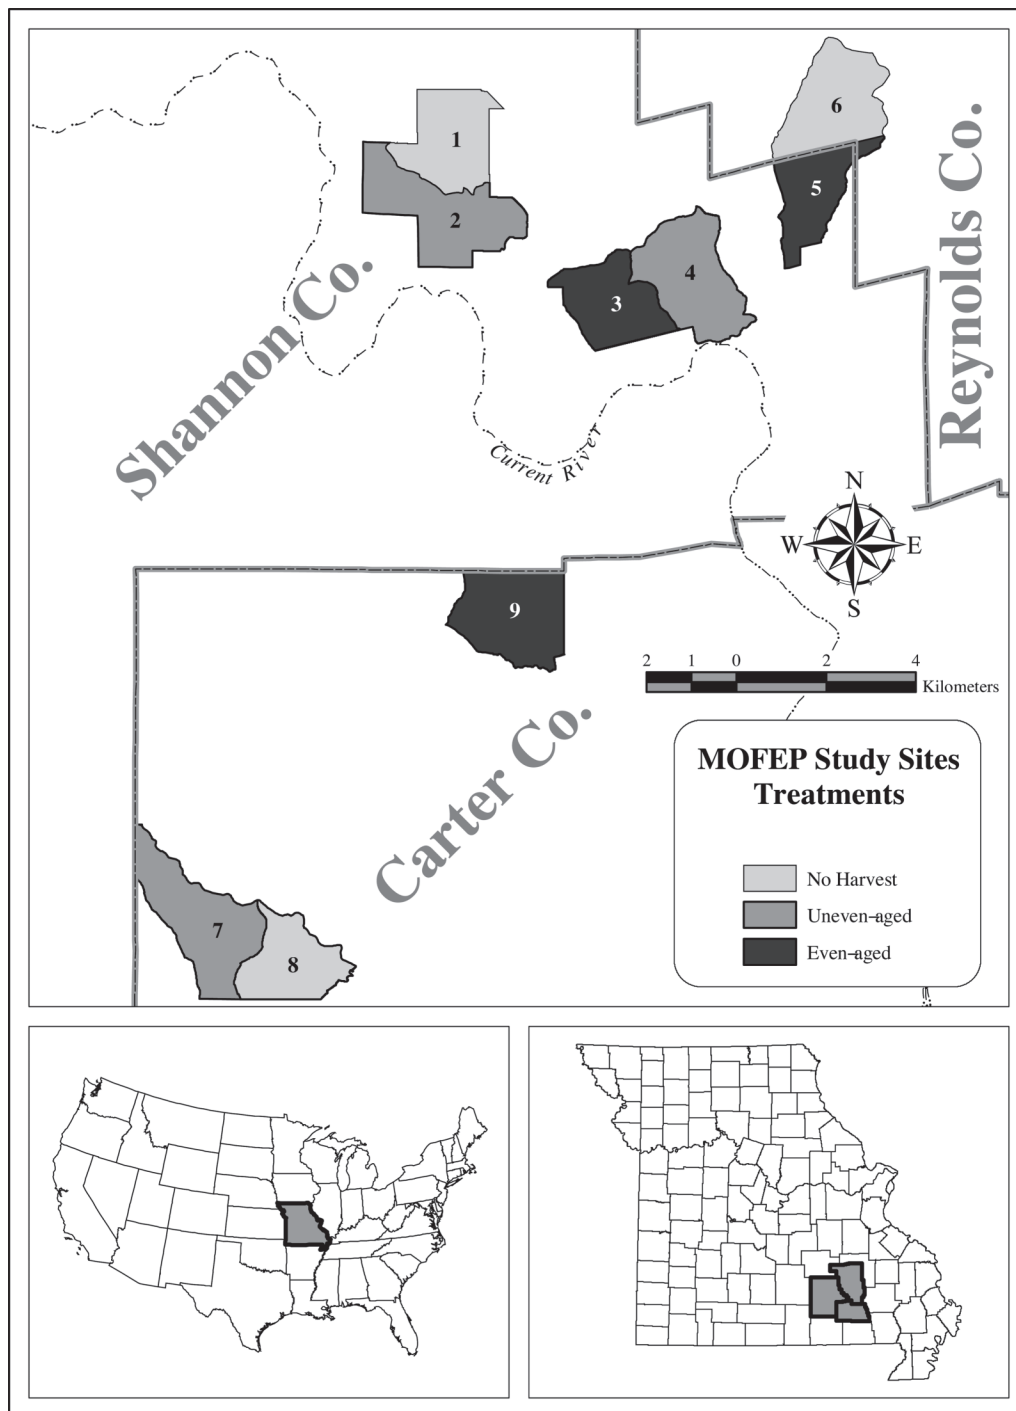 6
1
5
2
4
3
Shannon Co.
Reynolds Co.
Current River
N
W E
S
9
2 1 0 2 4
Kilometers
Carter Co.
MOFEP Study Sites
Treatments
No Harvest
Uneven-aged
Even-aged
7
8